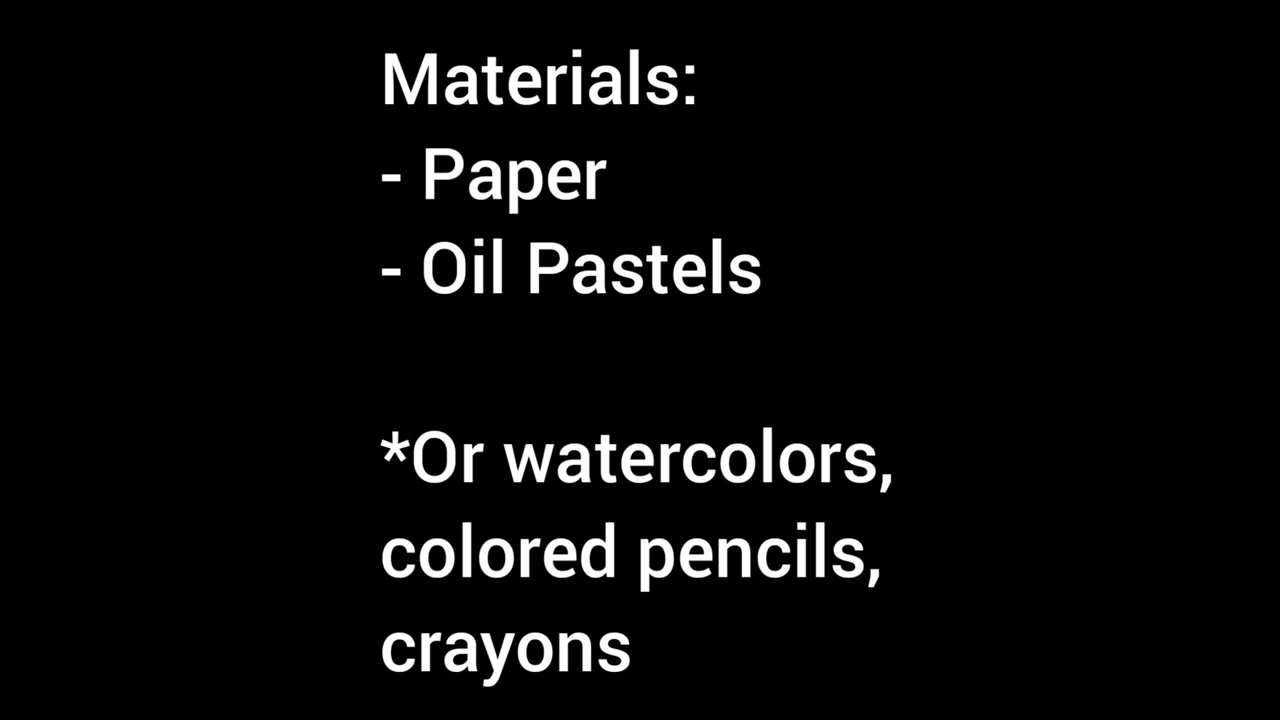 Materials:
- Paper
- Oil Pastels
*Or watercolors,
colored pencils,
crayons